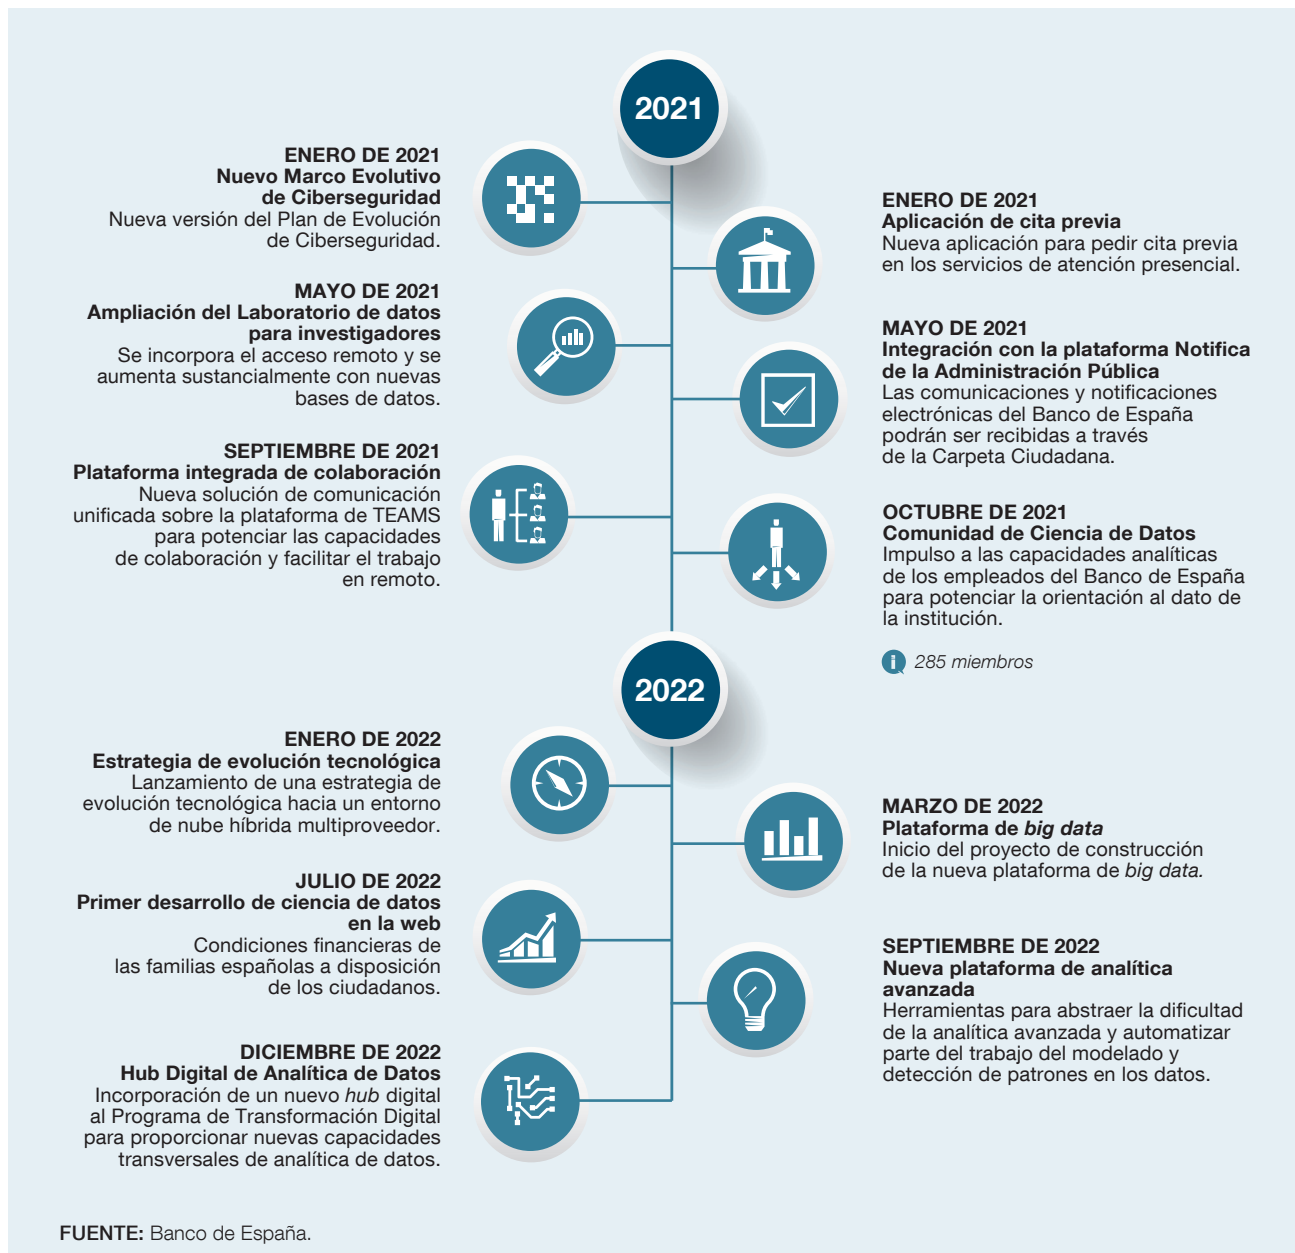 2021
ENERO DE 2021
Nuevo Marco Evolutivo
de Ciberseguridad
Nueva versión del Plan de Evolución
de Ciberseguridad.
ENERO DE 2021
Aplicación de cita previa
Nueva aplicación para pedir cita previa
en los servicios de atención presencial.
MAYO DE 2021
Ampliación del Laboratorio de datos
para investigadores
Se incorpora el acceso remoto y se
aumenta sustancialmente con nuevas
bases de datos.
MAYO DE 2021
Integración con la plataforma Notifica
de la Administración Pública
Las comunicaciones y notificaciones
electrónicas del Banco de España
podrán ser recibidas a través
de la Carpeta Ciudadana.
SEPTIEMBRE DE 2021
Plataforma integrada de colaboración
Nueva solución de comunicación
unificada sobre la plataforma de TEAMS
para potenciar las capacidades
de colaboración y facilitar el trabajo
en remoto.
OCTUBRE DE 2021
Comunidad de Ciencia de Datos
Impulso a las capacidades analíticas
de los empleados del Banco de España
para potenciar la orientación al dato de
la institución.
i 285 miembros
2022
ENERO DE 2022
Estrategia de evolución tecnológica
Lanzamiento de una estrategia de
evolución tecnológica hacia un entorno
de nube híbrida multiproveedor.
MARZO DE 2022
Plataforma de big data
Inicio del proyecto de construcción
de la nueva plataforma de big data.
JULIO DE 2022
Primer desarrollo de ciencia de datos
en la web
Condiciones financieras de
las familias españolas a disposición
de los ciudadanos.
SEPTIEMBRE DE 2022
Nueva plataforma de analítica
avanzada
Herramientas para abstraer la dificultad
de la analítica avanzada y automatizar
parte del trabajo del modelado y
detección de patrones en los datos.
DICIEMBRE DE 2022
Hub Digital de Analítica de Datos
Incorporación de un nuevo hub digital
al Programa de Transformación Digital
para proporcionar nuevas capacidades
transversales de analítica de datos.
FUENTE: Banco de España.